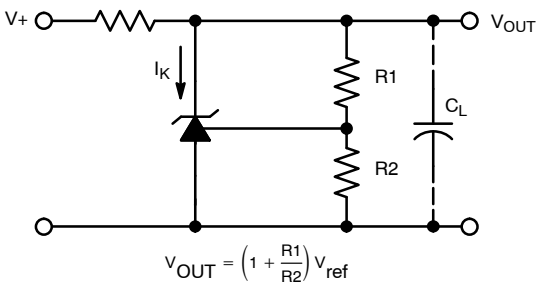 V+
VOUT
IK
R1
CL
R2
VOUT = (1 + R1/R2) Vref